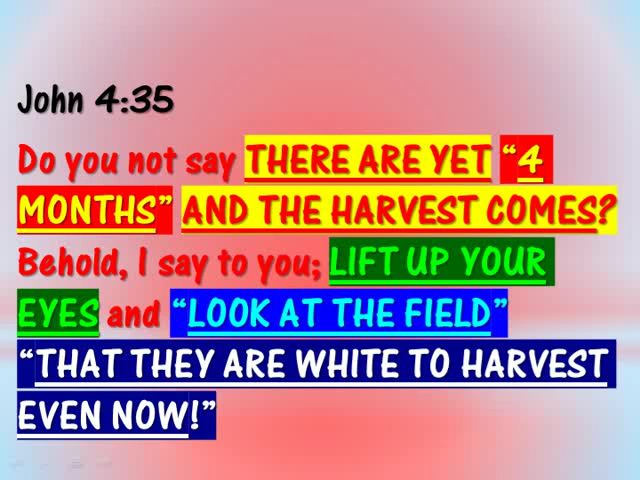 John 4:35
Do you not say THERE ARE YET “4
MONTHS” AND THE HARVEST COMES?
Behold, I say to you; LIFT UP YOUR
EYES and “LOOK AT THE FIELD”
“THAT THEY ARE WHITE TO HARVEST
EVEN NOW!”